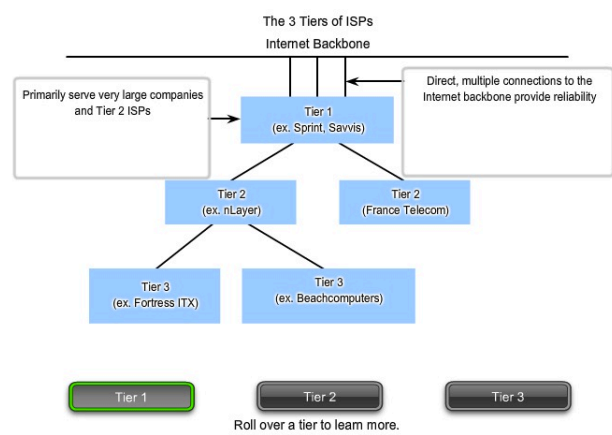 The 3 Tiers of ISPs
Internet Backbone
Primarily serve very large companies
and Tier 2 ISPs
Direct, multiple connections to the
Internet backbone provide reliability
Tier 1
(ex. Sprint, Savvis)
Tier 2
(ex. nLayer)
Tier 2
(France Telecom)
Tier 3
(ex. Fortress ITX)
Tier 3
(ex. Beachcomputers)
Tier 1
Tier 2
Tier 3
Roll over a tier to learn more.